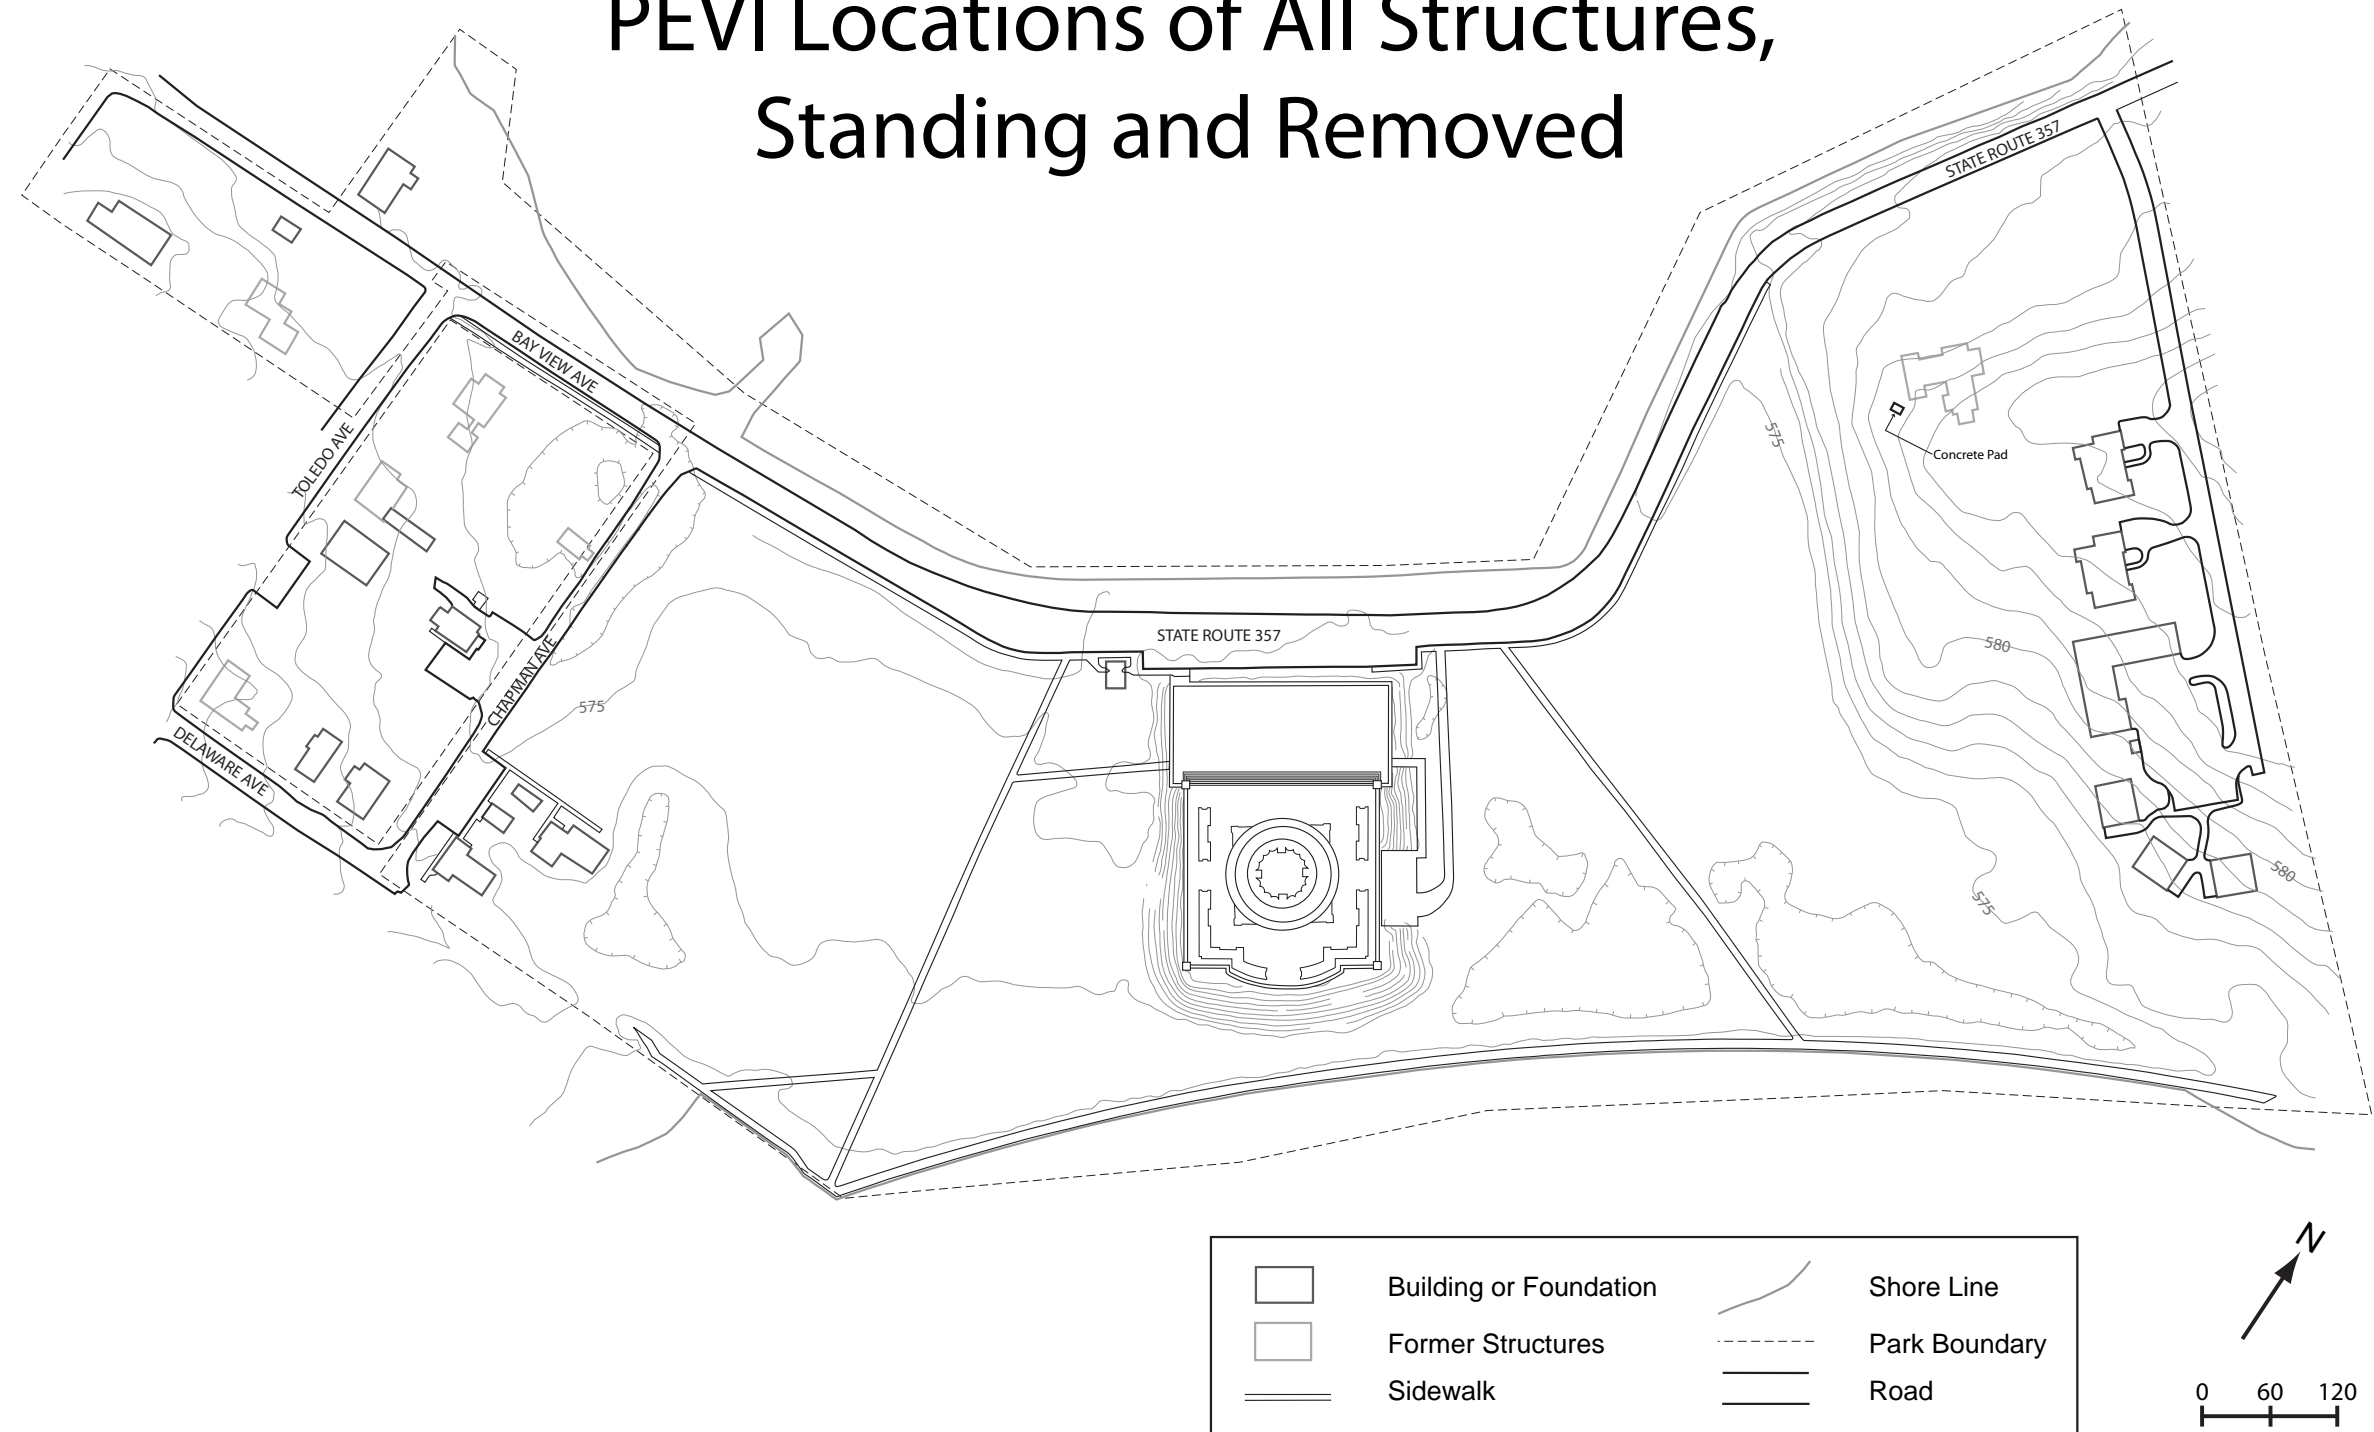 PEVI Locations of All Structures,
Standing and Removed
STATE ROUTE 357
BAY VIEW AVE
TOLEDO AVE
575
Concrete Pad
STATE ROUTE 357
580
CHAPMAN AVE
575
DELAWARE AVE
580
575
N
Building or Foundation
Shore Line
Former Structures
Park Boundary
Sidewalk
Road
0 60 120